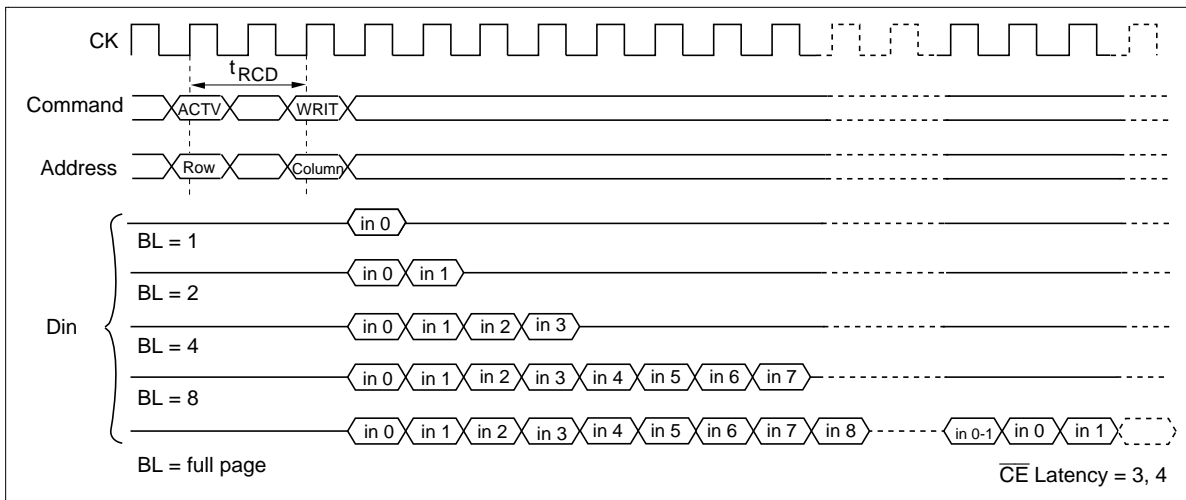 CK
tRCD
Command ACTV WRIT
Address Row Column
in 0
BL = 1
in 0 in 1
BL = 2
Din
in 0 in 1 in 2 in 3
BL = 4
in 0 in 1 in 2 in 3 in 4 in 5 in 6 in 7
BL = 8
in 0 in 1 in 2 in 3 in 4 in 5 in 6 in 7 in 8 in 0-1 in 0 in 1
BL = full page
C̅E̅ Latency = 3, 4